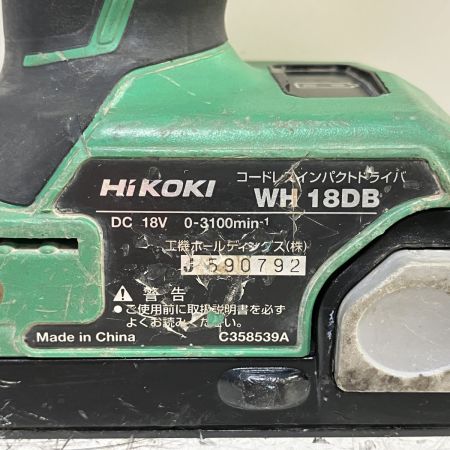 HiKOKI
コードレスインパクトドライバ
WH 18DB
DC 18V 0-3100min-1
工機ホールディングス(株)
J 590792
警告
●ご使用前に取扱説明書を必ず
よくお読みください。
Made in China C358539A